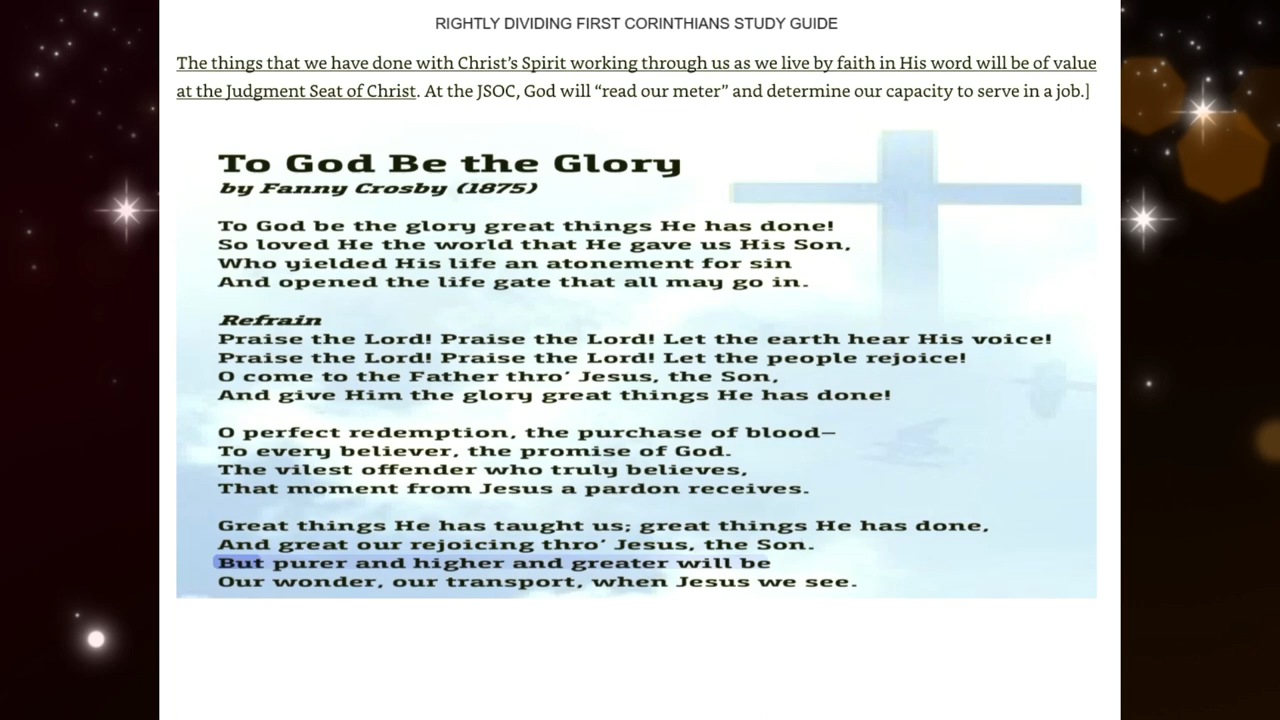 RIGHTLY DIVIDING FIRST CORINTHIANS STUDY GUIDE
The things that we have done with Christ’s Spirit working through us as we live by faith in His word will be of value
at the Judgment Seat of Christ. At the JSOC, God will “read our meter” and determine our capacity to serve in a job.]
To God Be the Glory
by Fanny Crosby (1875)
To God be the glory great things He has done!
So loved He the world that He gave us His Son,
Who yielded His life an atonement for sin
And opened the life gate that all may go in.
Refrain
Praise the Lord! Praise the Lord! Let the earth hear His voice!
Praise the Lord! Praise the Lord! Let the people rejoice!
O come to the Father thro’ Jesus, the Son,
And give Him the glory great things He has done!
O perfect redemption, the purchase of blood—
To every believer, the promise of God.
The vilest offender who truly believes,
That moment from Jesus a pardon receives.
Great things He has taught us; great things He has done,
And great our rejoicing thro’ Jesus, the Son.
But purer and higher and greater will be
Our wonder, our transport, when Jesus we see.